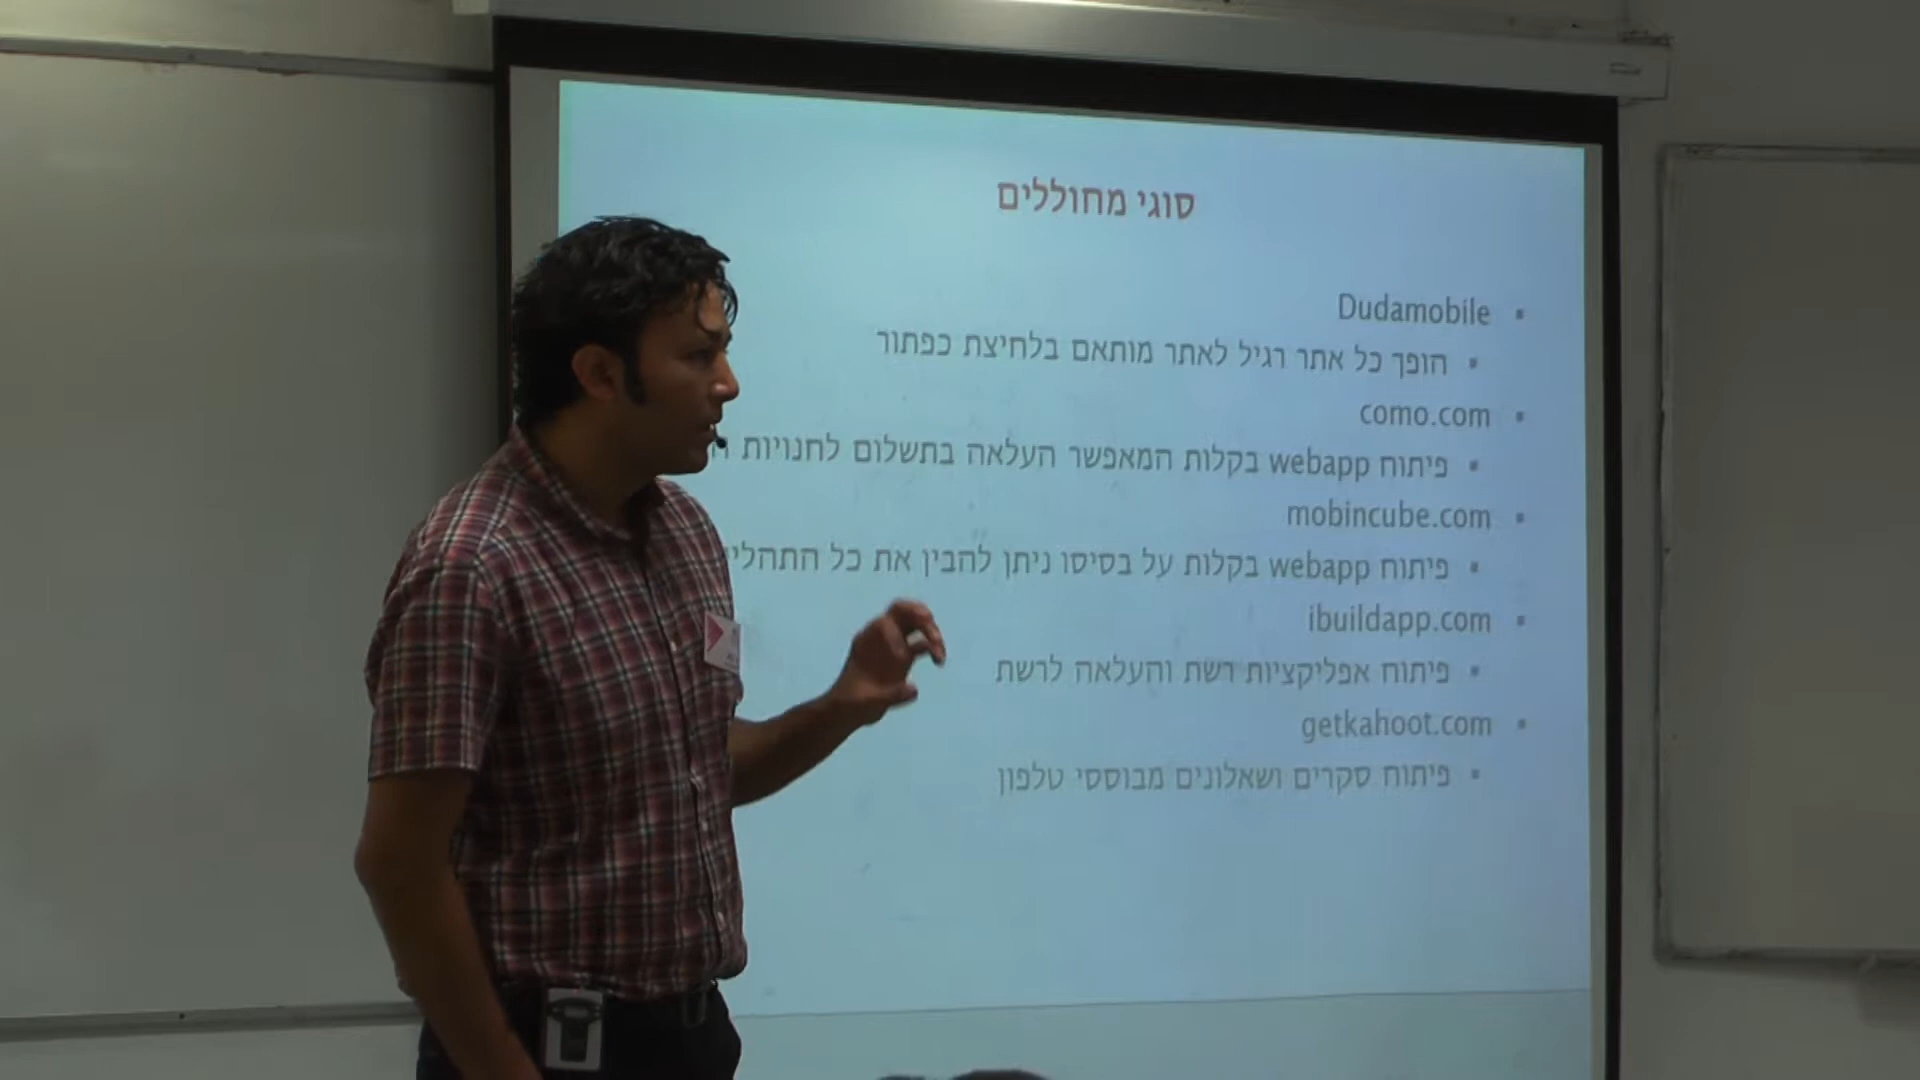 סוגי מחוללים
Dudamobile
הופך כל אתר רגיל לאתר מותאם בלחיצת כפתור
como.com
פיתוח webapp בקלות המאפשר העלאה בתשלום לחנויות
mobincube.com
פיתוח webapp בקלות על בסיסו ניתן להבין את כל
ibuildapp.com
פיתוח אפליקציות רשת והעלאה לרשת
getkahoot.com
פיתוח סקרים ושאלונים מבוססי טלפון